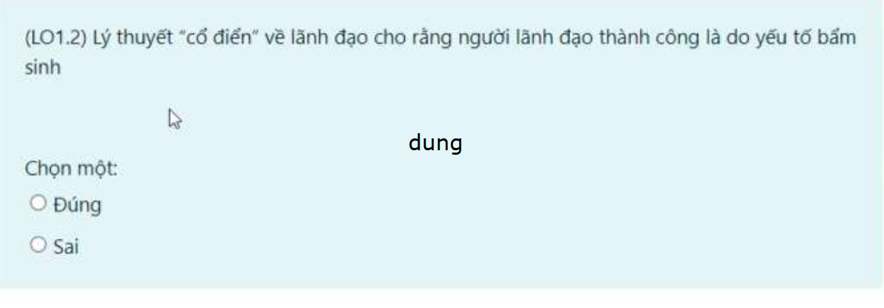 (LO1.2) Lý thuyết "cổ điển" về lãnh đạo cho rằng người lãnh đạo thành công là do yếu tố bẩm
sinh
dung
Chọn một:
Đúng
Sai